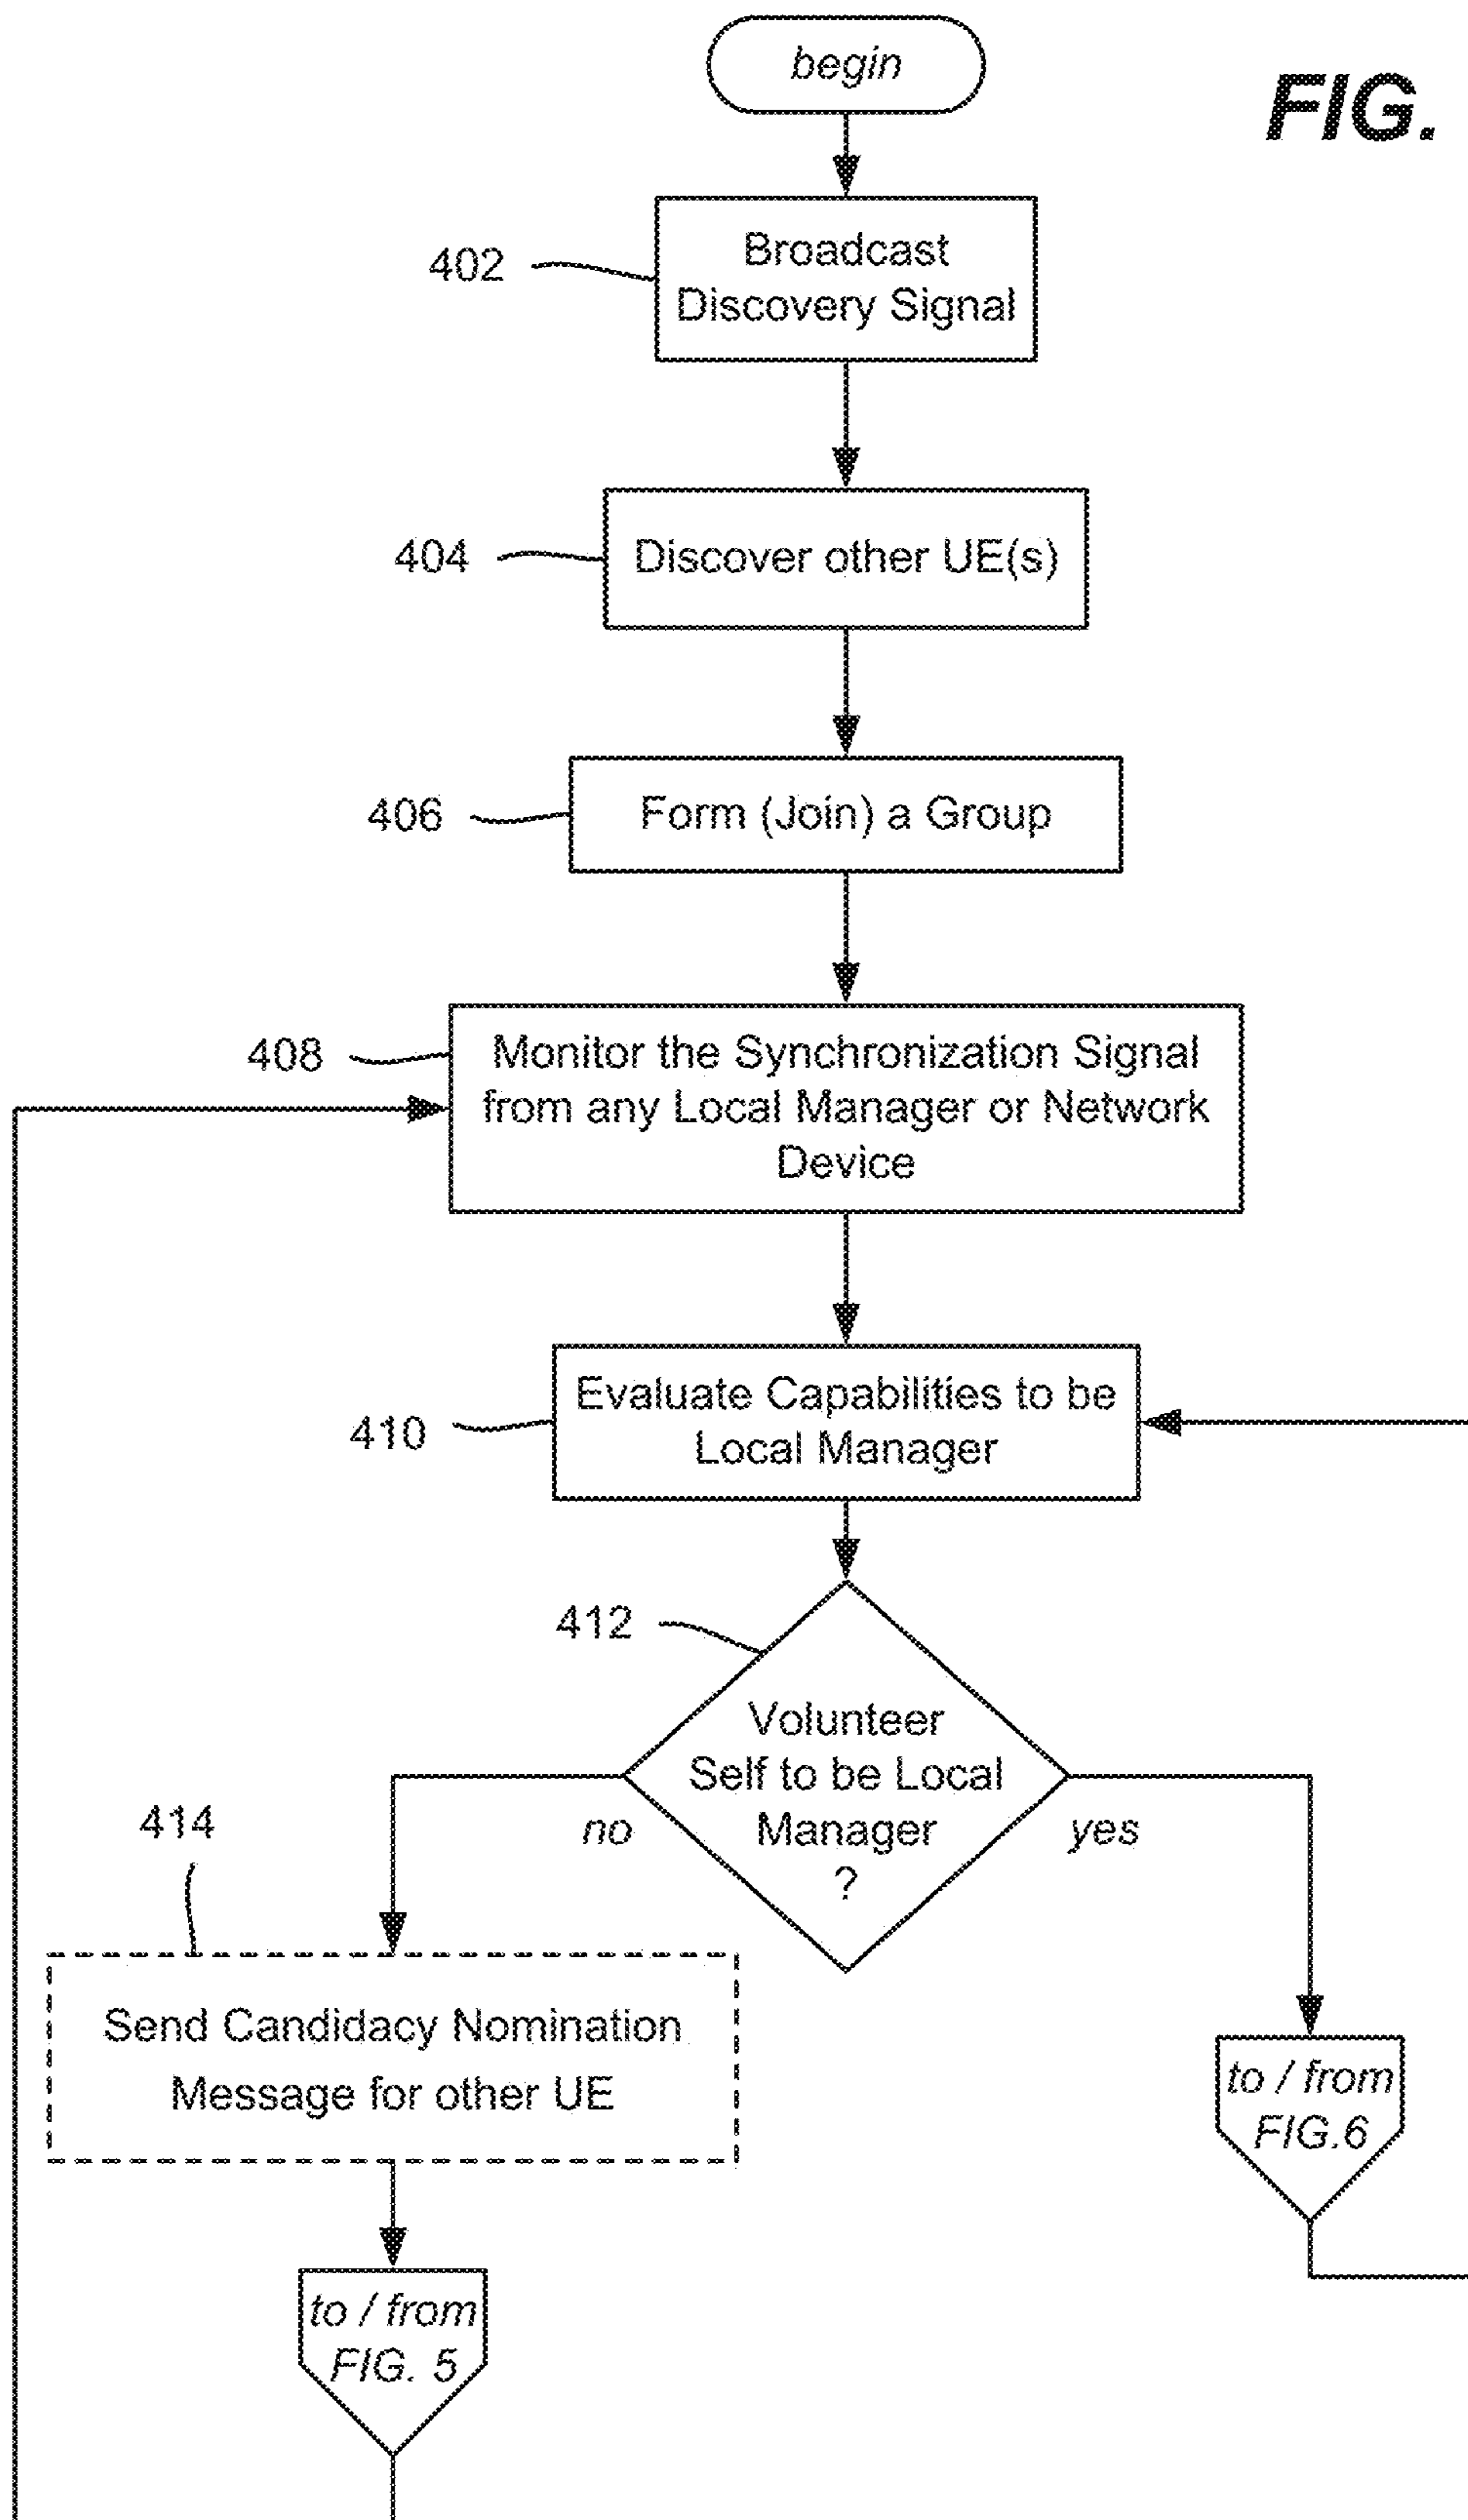 begin
FIG.
402
Broadcast
Discovery Signal
404
Discover other UE(s)
406
Form (Join) a Group
408
Monitor the Synchronization Signal
from any Local Manager or Network
Device
410
Evaluate Capabilities to be
Local Manager
412
Volunteer
Self to be Local
Manager
?
no
yes
414
Send Candidacy Nomination
Message for other UE
to / from
FIG.6
to / from
FIG. 5